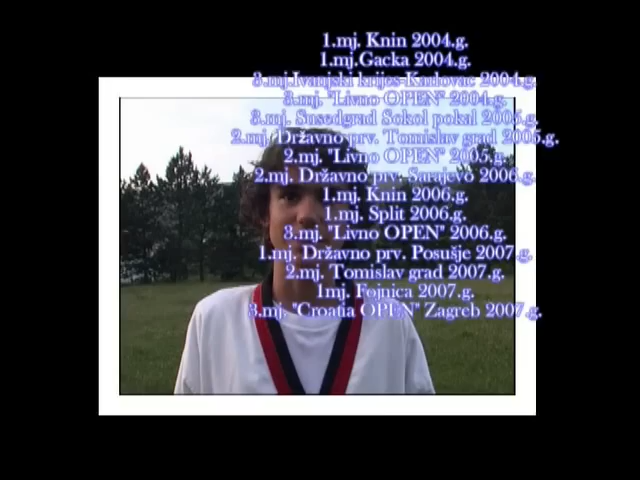 1.mj. Knin 2004.g.
1.mj.Gacka 2004.g.
3.mj.Ivanjski krijes-Karlovac 2004.g.
3.mj. "Livno OPEN" 2004.g.
3.mj. Susedgrad Sokol pokal 2005.g.
2.mj. Državno prv. Tomislav grad 2005.g.
2.mj. "Livno OPEN" 2005.g.
2.mj. Državno prv. Sarajevo 2006.g.
1.mj. Knin 2006.g.
1.mj. Split 2006.g.
3.mj. "Livno OPEN" 2006.g.
1.mj. Državno prv. Posušje 2007.g.
2.mj. Tomislav grad 2007.g.
1mj. Fojnica 2007.g.
3.mj. "Croatia OPEN" Zagreb 2007.g.